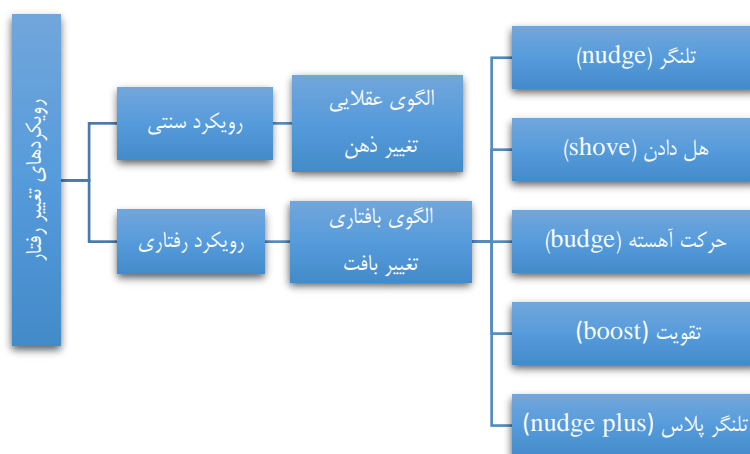 رویکردهای تغییر رفتار
رویکرد سنتی
الگوی عقلایی
تغییر ذهن
رویکرد رفتاری
الگوی بافتاری
تغییر بافت
تلنگر (nudge)
هل دادن (shove)
حرکت آهسته (budge)
تقویت (boost)
تلنگر پلاس (nudge plus)